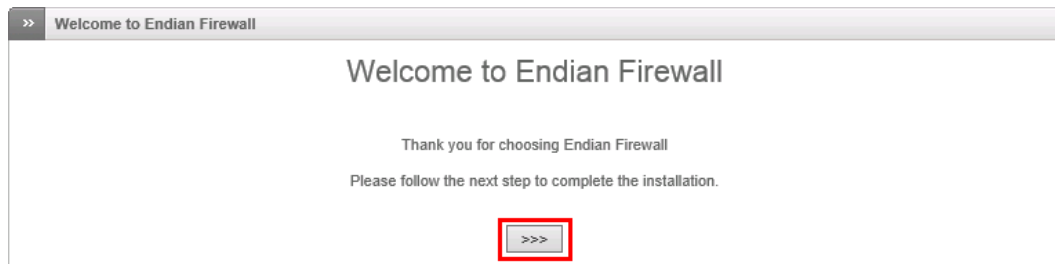 » Welcome to Endian Firewall
Welcome to Endian Firewall
Thank you for choosing Endian Firewall
Please follow the next step to complete the installation.
>>>